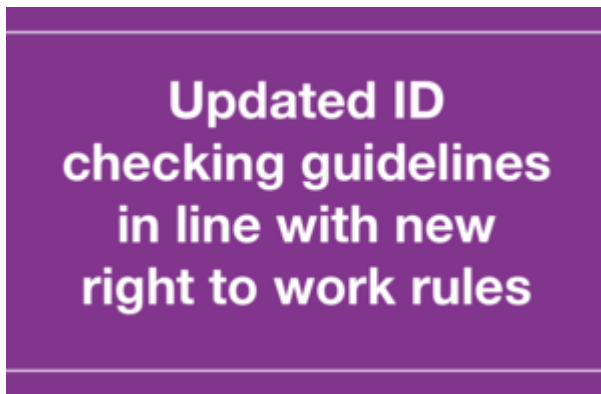 Updated ID
checking guidelines
in line with new
right to work rules